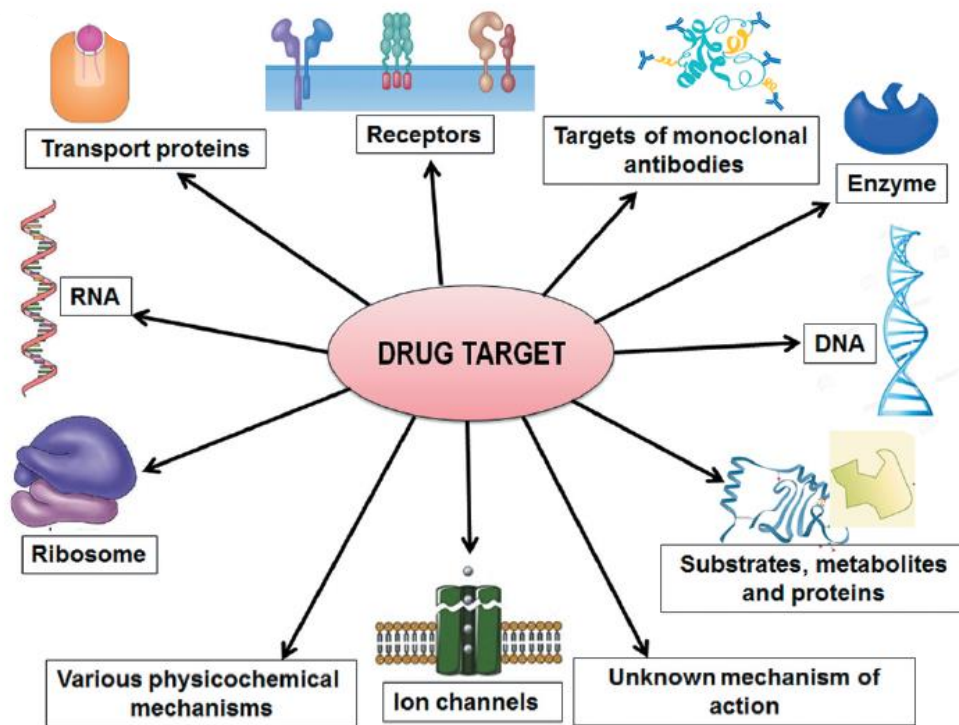 Transport proteins
Receptors
Targets of monoclonal
antibodies
Enzyme
RNA
DRUG TARGET
DNA
Ribosome
Substrates, metabolites
and proteins
Various physicochemical
mechanisms
Ion channels
Unknown mechanism of
action